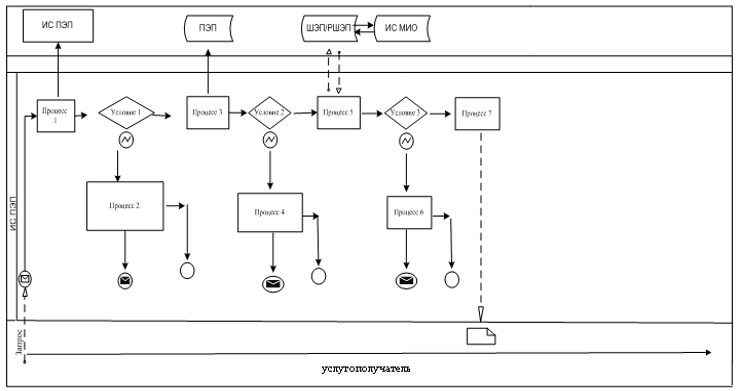 ИС ПЭП
ПЭП
ШЭП/РШЭП
ИС МИО
Процесс
1
Условие 1
Процесс 3
Условие 2
Процесс 5
Условие 3
Процесс 7
Процесс 2
Процесс 4
Процесс 6
ИС ПЭП
Запрос
услугополучатель